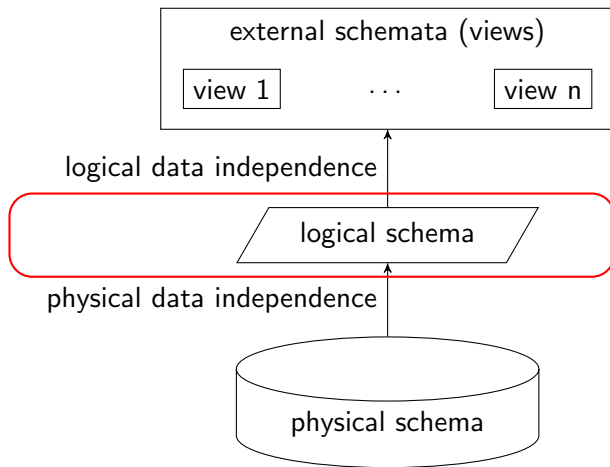 external schemata (views)
view 1 ... view n
logical data independence
logical schema
physical data independence
physical schema